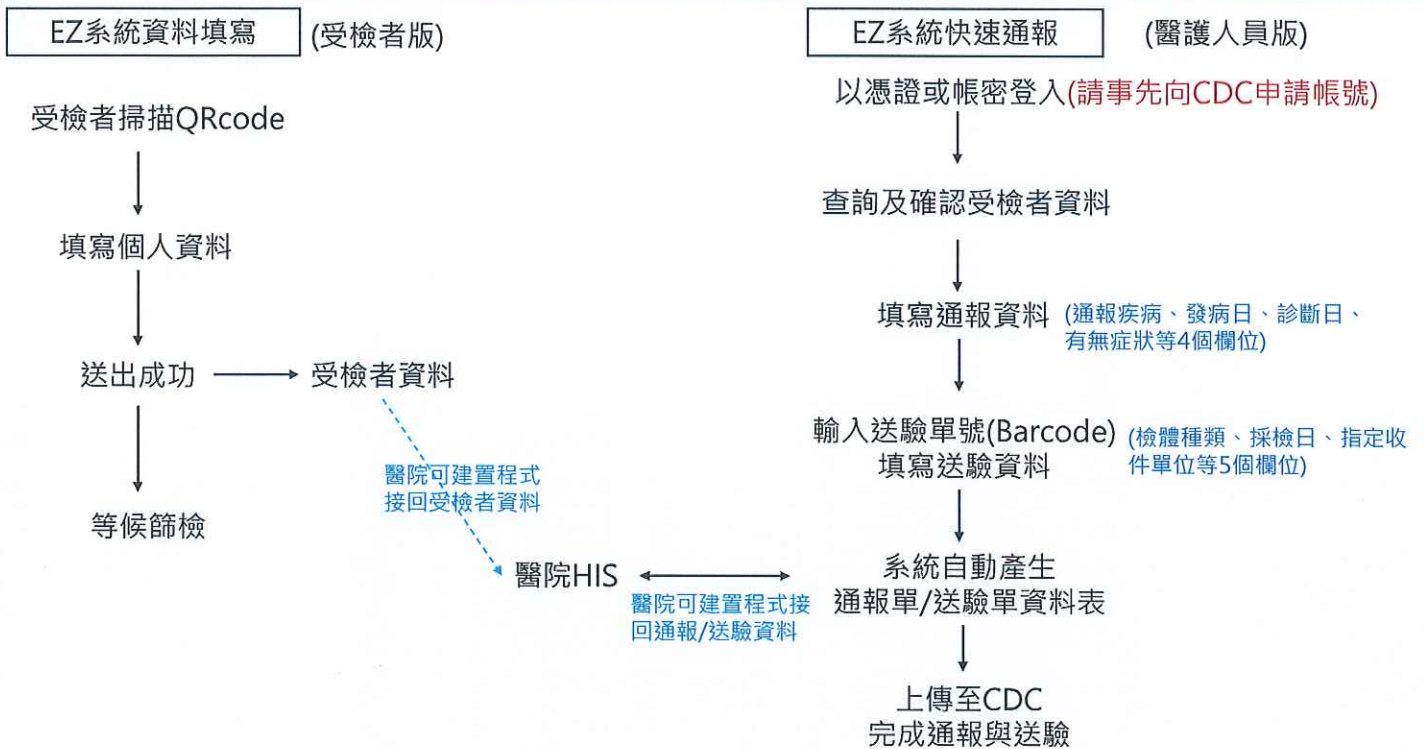 EZ系統資料填寫
(受檢者版)
受檢者掃描QRcode
填寫個人資料
送出成功
受檢者資料
醫院可建置程式
接回受檢者資料
等候篩檢
醫院HIS
醫院可建置程式接
回通報/送驗資料
EZ系統快速通報
(醫護人員版)
以憑證或帳密登入(請事先向CDC申請帳號)
查詢及確認受檢者資料
填寫通報資料
(通報疾病、發病日、診斷日、
有無症狀等4個欄位)
輸入送驗單號(Barcode)
填寫送驗資料
(檢體種類、採檢日、指定收
件單位等5個欄位)
系統自動產生
通報單/送驗單資料表
上傳至CDC
完成通報與送驗